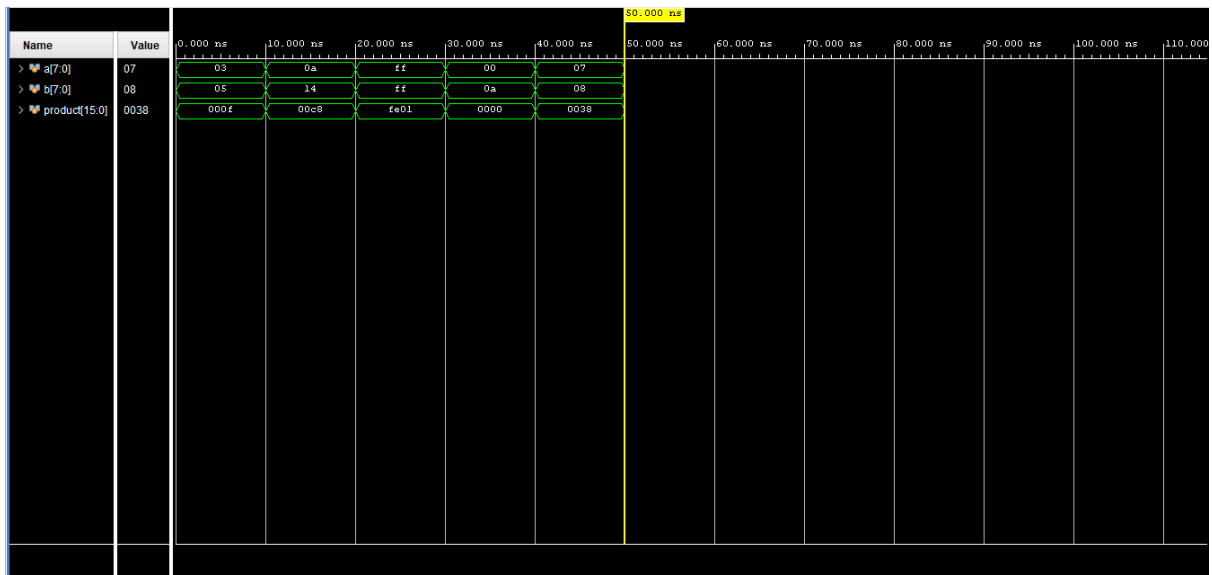 50.000 ns
Name Value 0.000 ns 10.000 ns 20.000 ns 30.000 ns 40.000 ns 50.000 ns 60.000 ns 70.000 ns 80.000 ns 90.000 ns 100.000 ns 110.000
> a[7:0] 07 03 0a ff 00 07
> b[7:0] 08 05 14 ff 0a 08
> product[15:0] 0038 000f 00c8 fe01 0000 0038